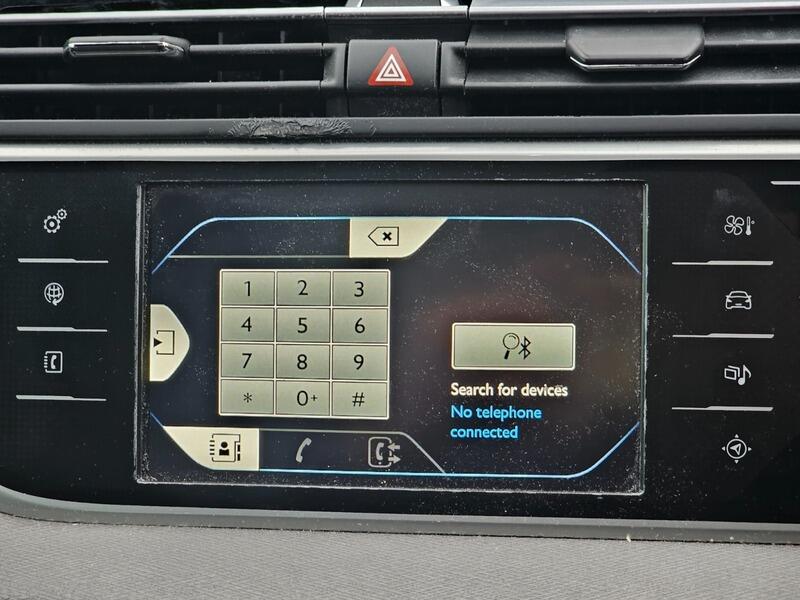 1 2 3
4 5 6
7 8 9
* 0+ #
Search for devices
No telephone
connected